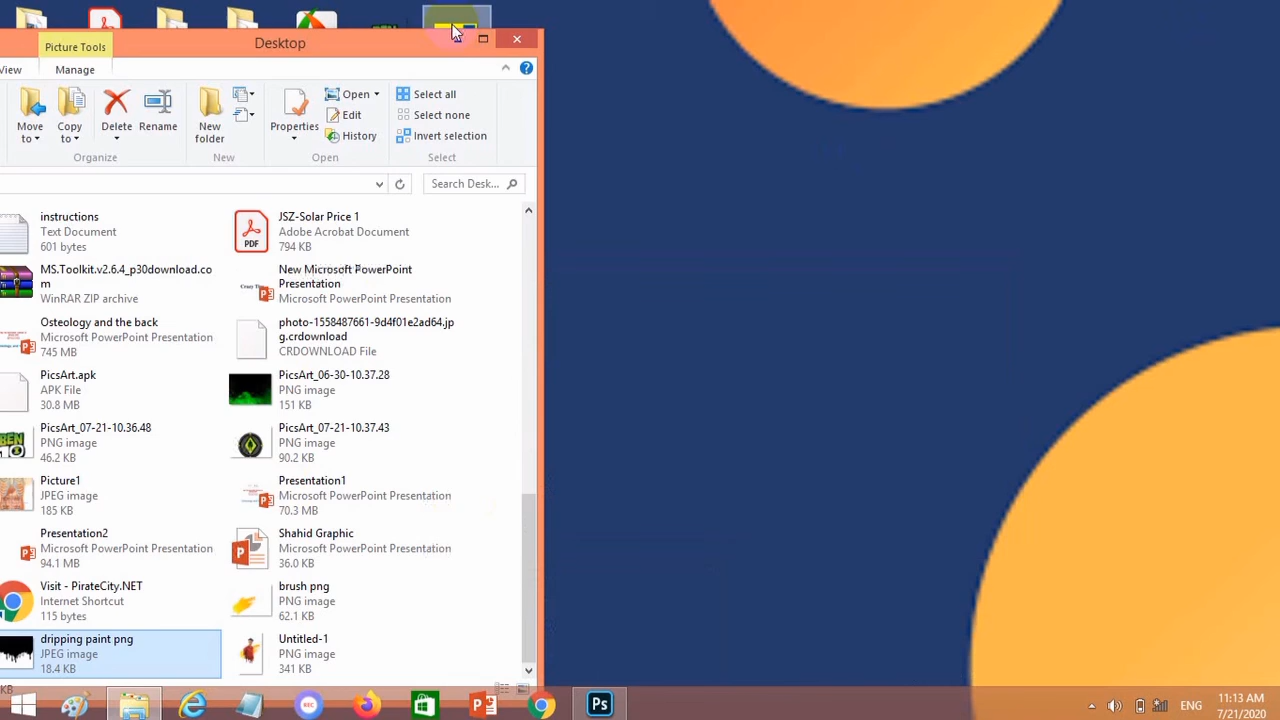 Picture Tools
Desktop
View
Manage
Move to
Copy to
Delete
Rename
New folder
Properties
Open
Edit
History
Select all
Select none
Invert selection
Organize
New
Open
Select
Search Desk...
instructions
Text Document
601 bytes
JSZ-Solar Price 1
Adobe Acrobat Document
794 KB
PDF
MS.Toolkit.v2.6.4_p30download.co
m
WinRAR ZIP archive
New Microsoft PowerPoint
Presentation
Microsoft PowerPoint Presentation
Osteology and the back
Microsoft PowerPoint Presentation
745 MB
photo-1558487661-9d4f01e2ad64.jp
g.crdownload
CRDOWNLOAD File
PicsArt.apk
APK File
30.8 MB
PicsArt_06-30-10.37.28
PNG image
151 KB
PicsArt_07-21-10.36.48
PNG image
46.2 KB
PicsArt_07-21-10.37.43
PNG image
90.2 KB
Picture1
JPEG image
185 KB
Presentation1
Microsoft PowerPoint Presentation
70.3 MB
Presentation2
Microsoft PowerPoint Presentation
94.1 MB
Shahid Graphic
Microsoft PowerPoint Presentation
36.0 KB
Visit - PirateCity.NET
Internet Shortcut
115 bytes
brush png
PNG image
62.1 KB
dripping paint png
JPEG image
18.4 KB
Untitled-1
PNG image
341 KB
KB
REC
Ps
ENG
11:13 AM
7/21/2020